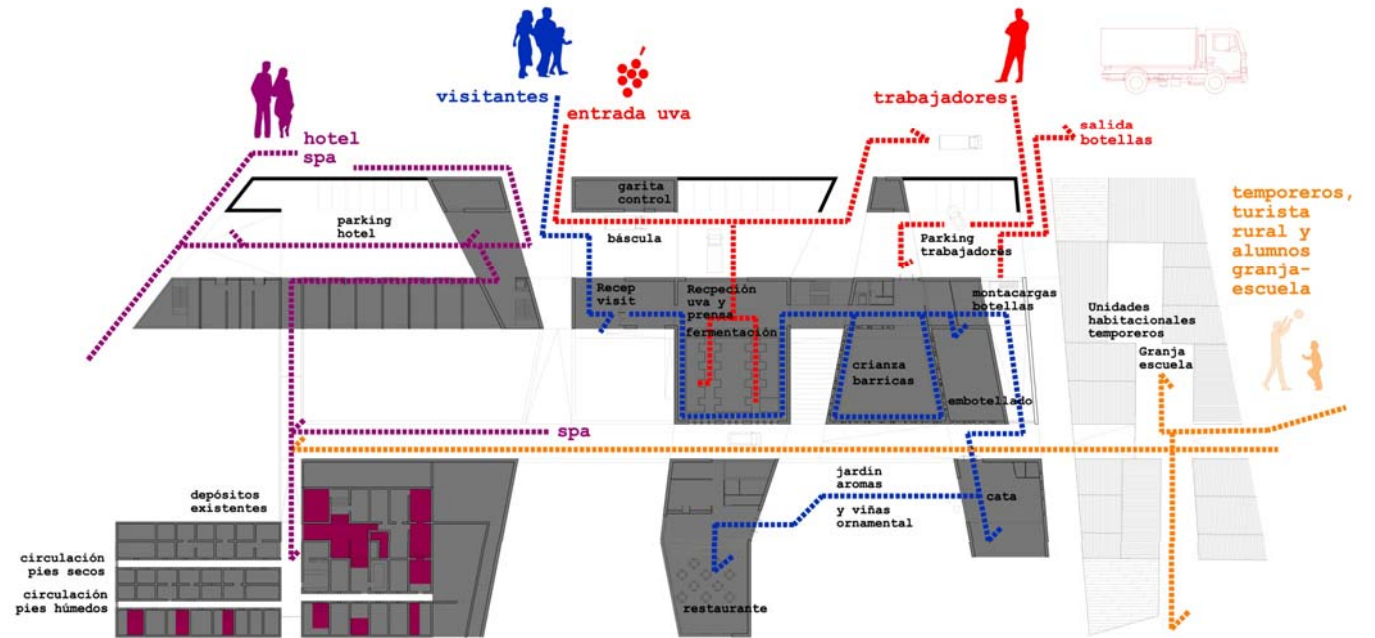 visitantes
entrada uva
trabajadores
salida
botellas
hotel
spa
temporeros,
turista
rural y
alumnos
granja-
escuela
garita
control
parking
hotel
báscula
Parking
trabajadores
Recep
visit
Recpeción
uva y
prensa
fermentación
montacargas
botellas
Unidades
habitacionales
temporeros
Granja
escuela
crianza
barricas
embotellado
spa
depósitos
existentes
jardín
aromas
y viñas
ornamental
cata
circulación
pies secos
circulación
pies húmedos
restaurante